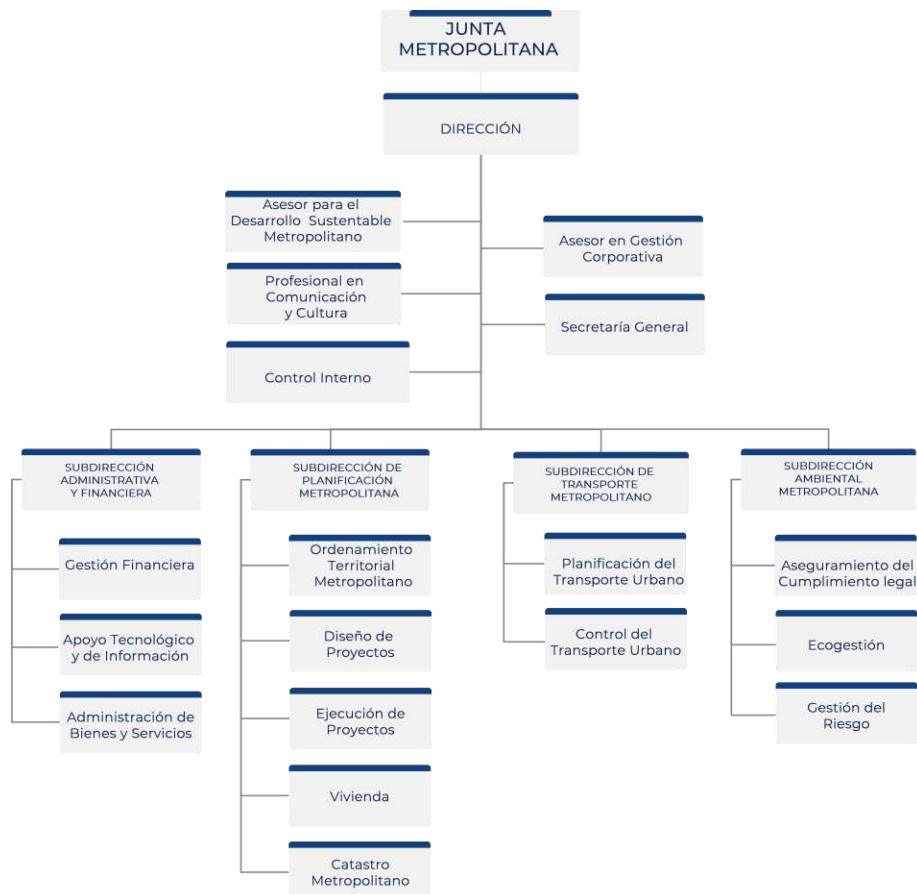 JUNTA
METROPOLITANA
DIRECCIÓN
Asesor para el
Desarrollo Sustentable
Metropolitano
Asesor en Gestión
Corporativa
Profesional en
Comunicación
y Cultura
Secretaría General
Control Interno
SUBDIRECCIÓN
ADMINISTRATIVA
Y FINANCIERA
Gestión Financiera
Apoyo Tecnológico
y de Información
Administración de
Bienes y Servicios
SUBDIRECCIÓN DE
PLANIFICACIÓN
METROPOLITANA
Ordenamiento
Territorial
Metropolitano
Diseño de
Proyectos
Ejecución de
Proyectos
Vivienda
Catastro
Metropolitano
SUBDIRECCIÓN DE
TRANSPORTE
METROPOLITANO
Planificación del
Transporte Urbano
Control del
Transporte Urbano
SUBDIRECCIÓN
AMBIENTAL
METROPOLITANA
Aseguramiento del
Cumplimiento legal
Ecogestión
Gestión del
Riesgo